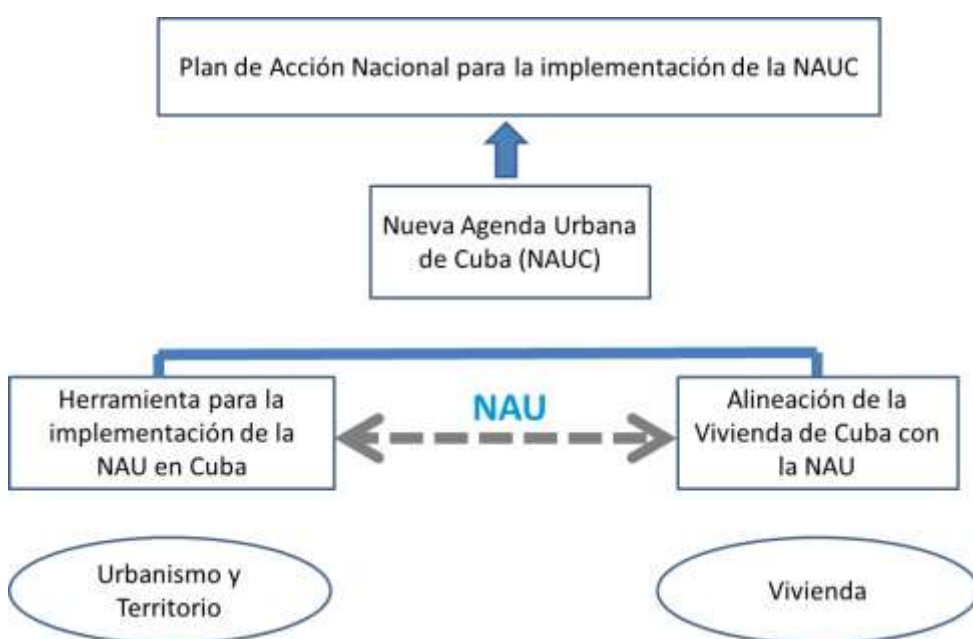 Plan de Acción Nacional para la implementación de la NAUC
Nueva Agenda Urbana
de Cuba (NAUC)
Herramienta para la
implementación de la
NAU en Cuba
NAU
Alineación de la
Vivienda de Cuba con
la NAU
Urbanismo y
Territorio
Vivienda